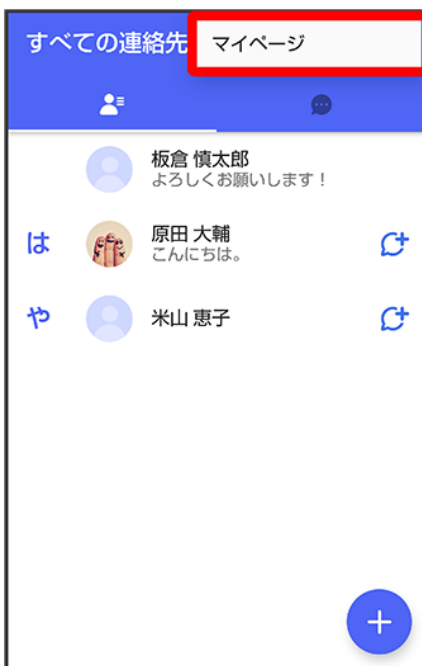 すべての連絡先
マイページ
板倉 慎太郎
よろしくお願いします！
は
原田 大輔
こんにちは。
や
米山 恵子